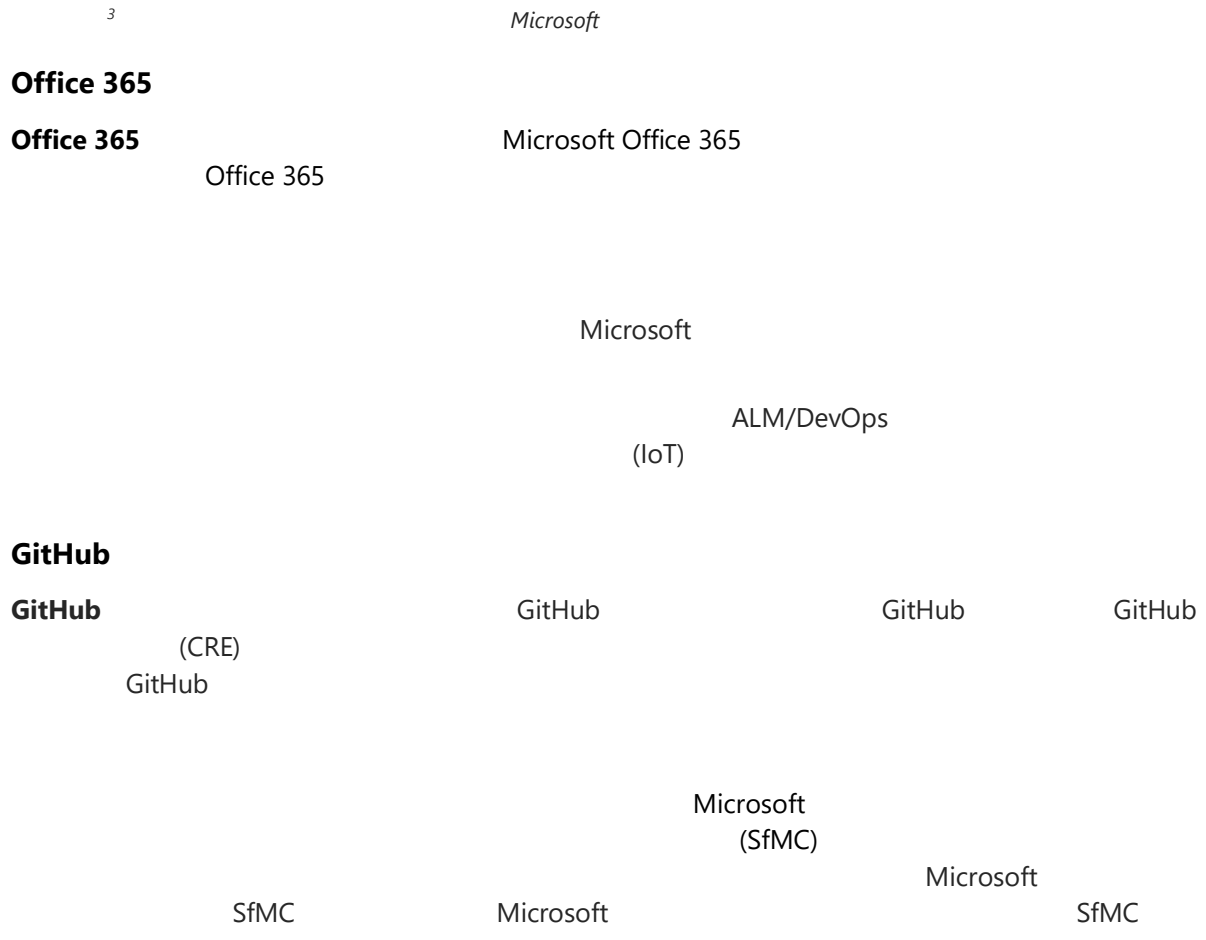 3 Microsoft
Office 365
Office 365 Microsoft Office 365
Office 365
Microsoft
ALM/DevOps
(IoT)
GitHub
GitHub GitHub GitHub GitHub
(CRE)
GitHub
Microsoft
(SfMC)
Microsoft
SfMC Microsoft SfMC